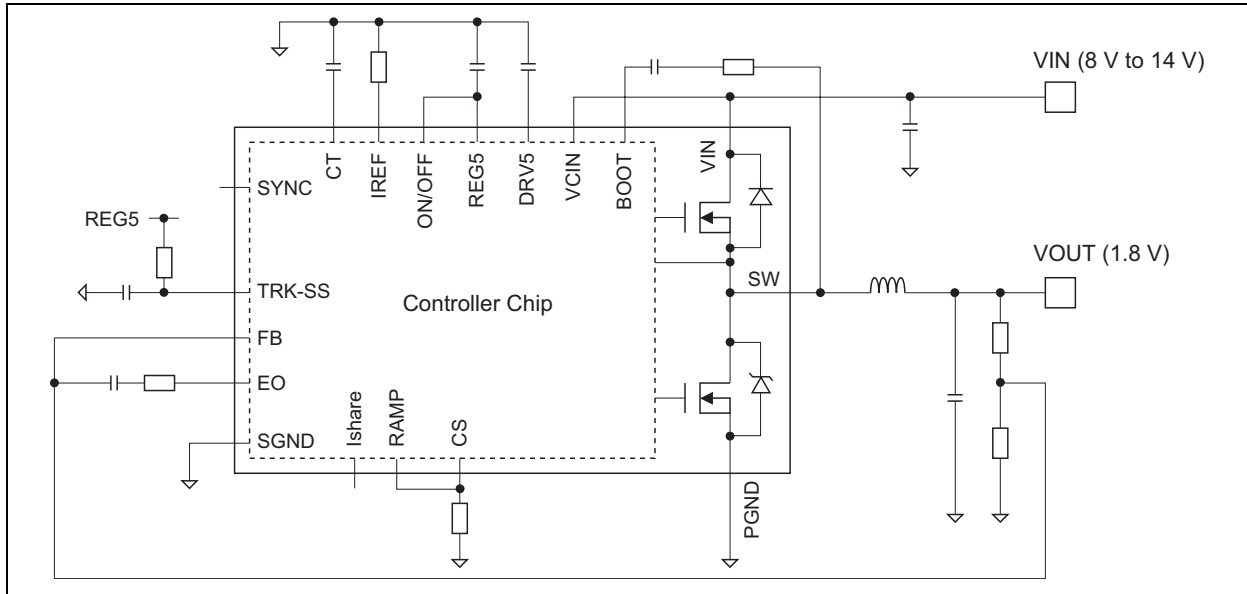 VIN (8 V to 14 V)
CT
IREF
ON/OFF
REG5
DRV5
VCIN
BOOT
VIN
SYNC
REG5
VOUT (1.8 V)
TRK-SS
SW
Controller Chip
FB
EO
SGND
Ishare
RAMP
CS
PGND